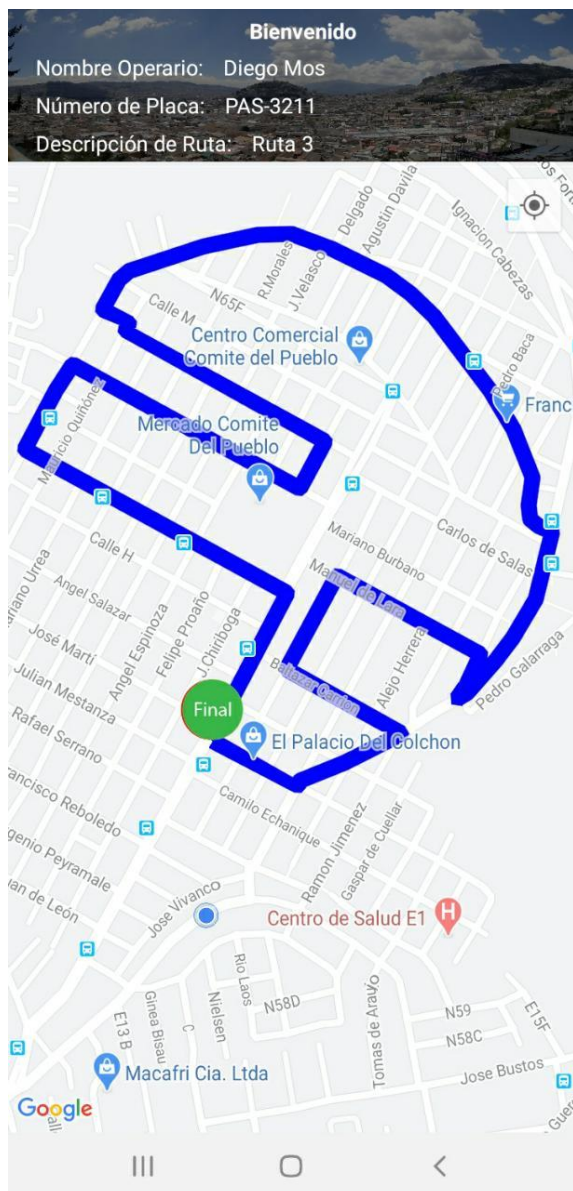 Bienvenido
Nombre Operario: Diego Mos
Número de Placa: PAS-3211
Descripción de Ruta: Ruta 3
Delgado
Agustin Davila
Ignacion Cabezas
R.Morales
J.Velasco
N65F
Calle M
Centro Comercial
Comite del Pueblo
Pedro Baca
Franc
Mauricio Quiñónez
Mercado Comite
Del Pueblo
Mariano Burbano
Carlos de Salas
Calle H
Manuel de Lara
Angel Salazar
Felipe Proaño
J.Chiriboga
Angel Espinoza
José Martí
Baltazar Carrion
Alejo Herrera
Pedro Galarraga
Julian Mestanza
Final
El Palacio Del Colchon
Rafael Serrano
Camilo Echanique
Ramon Jimenez
Gaspar de Cuellar
Jose Vivanco
Centro de Salud E1
Rio Laos
Nielsen
N58D
Tomas de Arauyo
N59
E15F
N58C
E13 B
Ginea Bisau
C
Macafri Cia. Ltda
Jose Bustos
Google